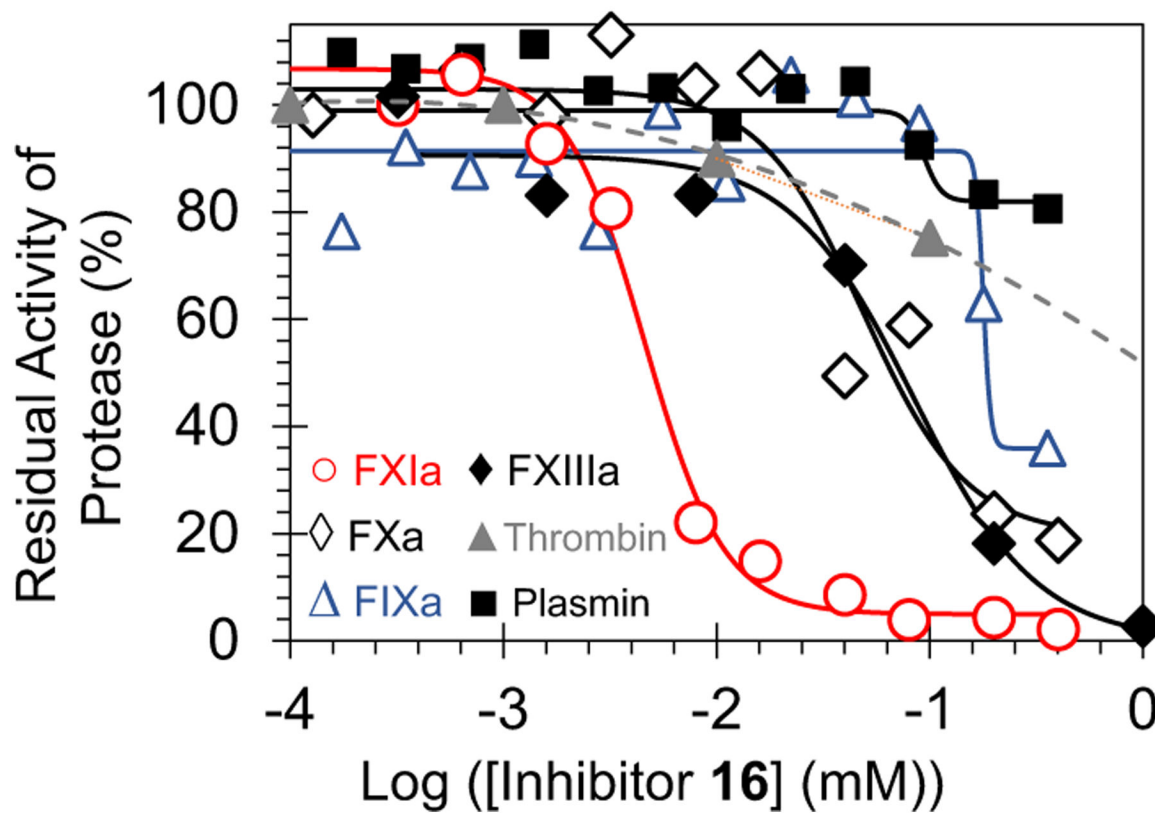 Residual Activity of
Protease (%)
100
80
60
40
20
0
FXIa
FXIIIa
FXa
Thrombin
FIXa
Plasmin
-4
-3
-2
-1
0
Log ([Inhibitor 16] (mM))